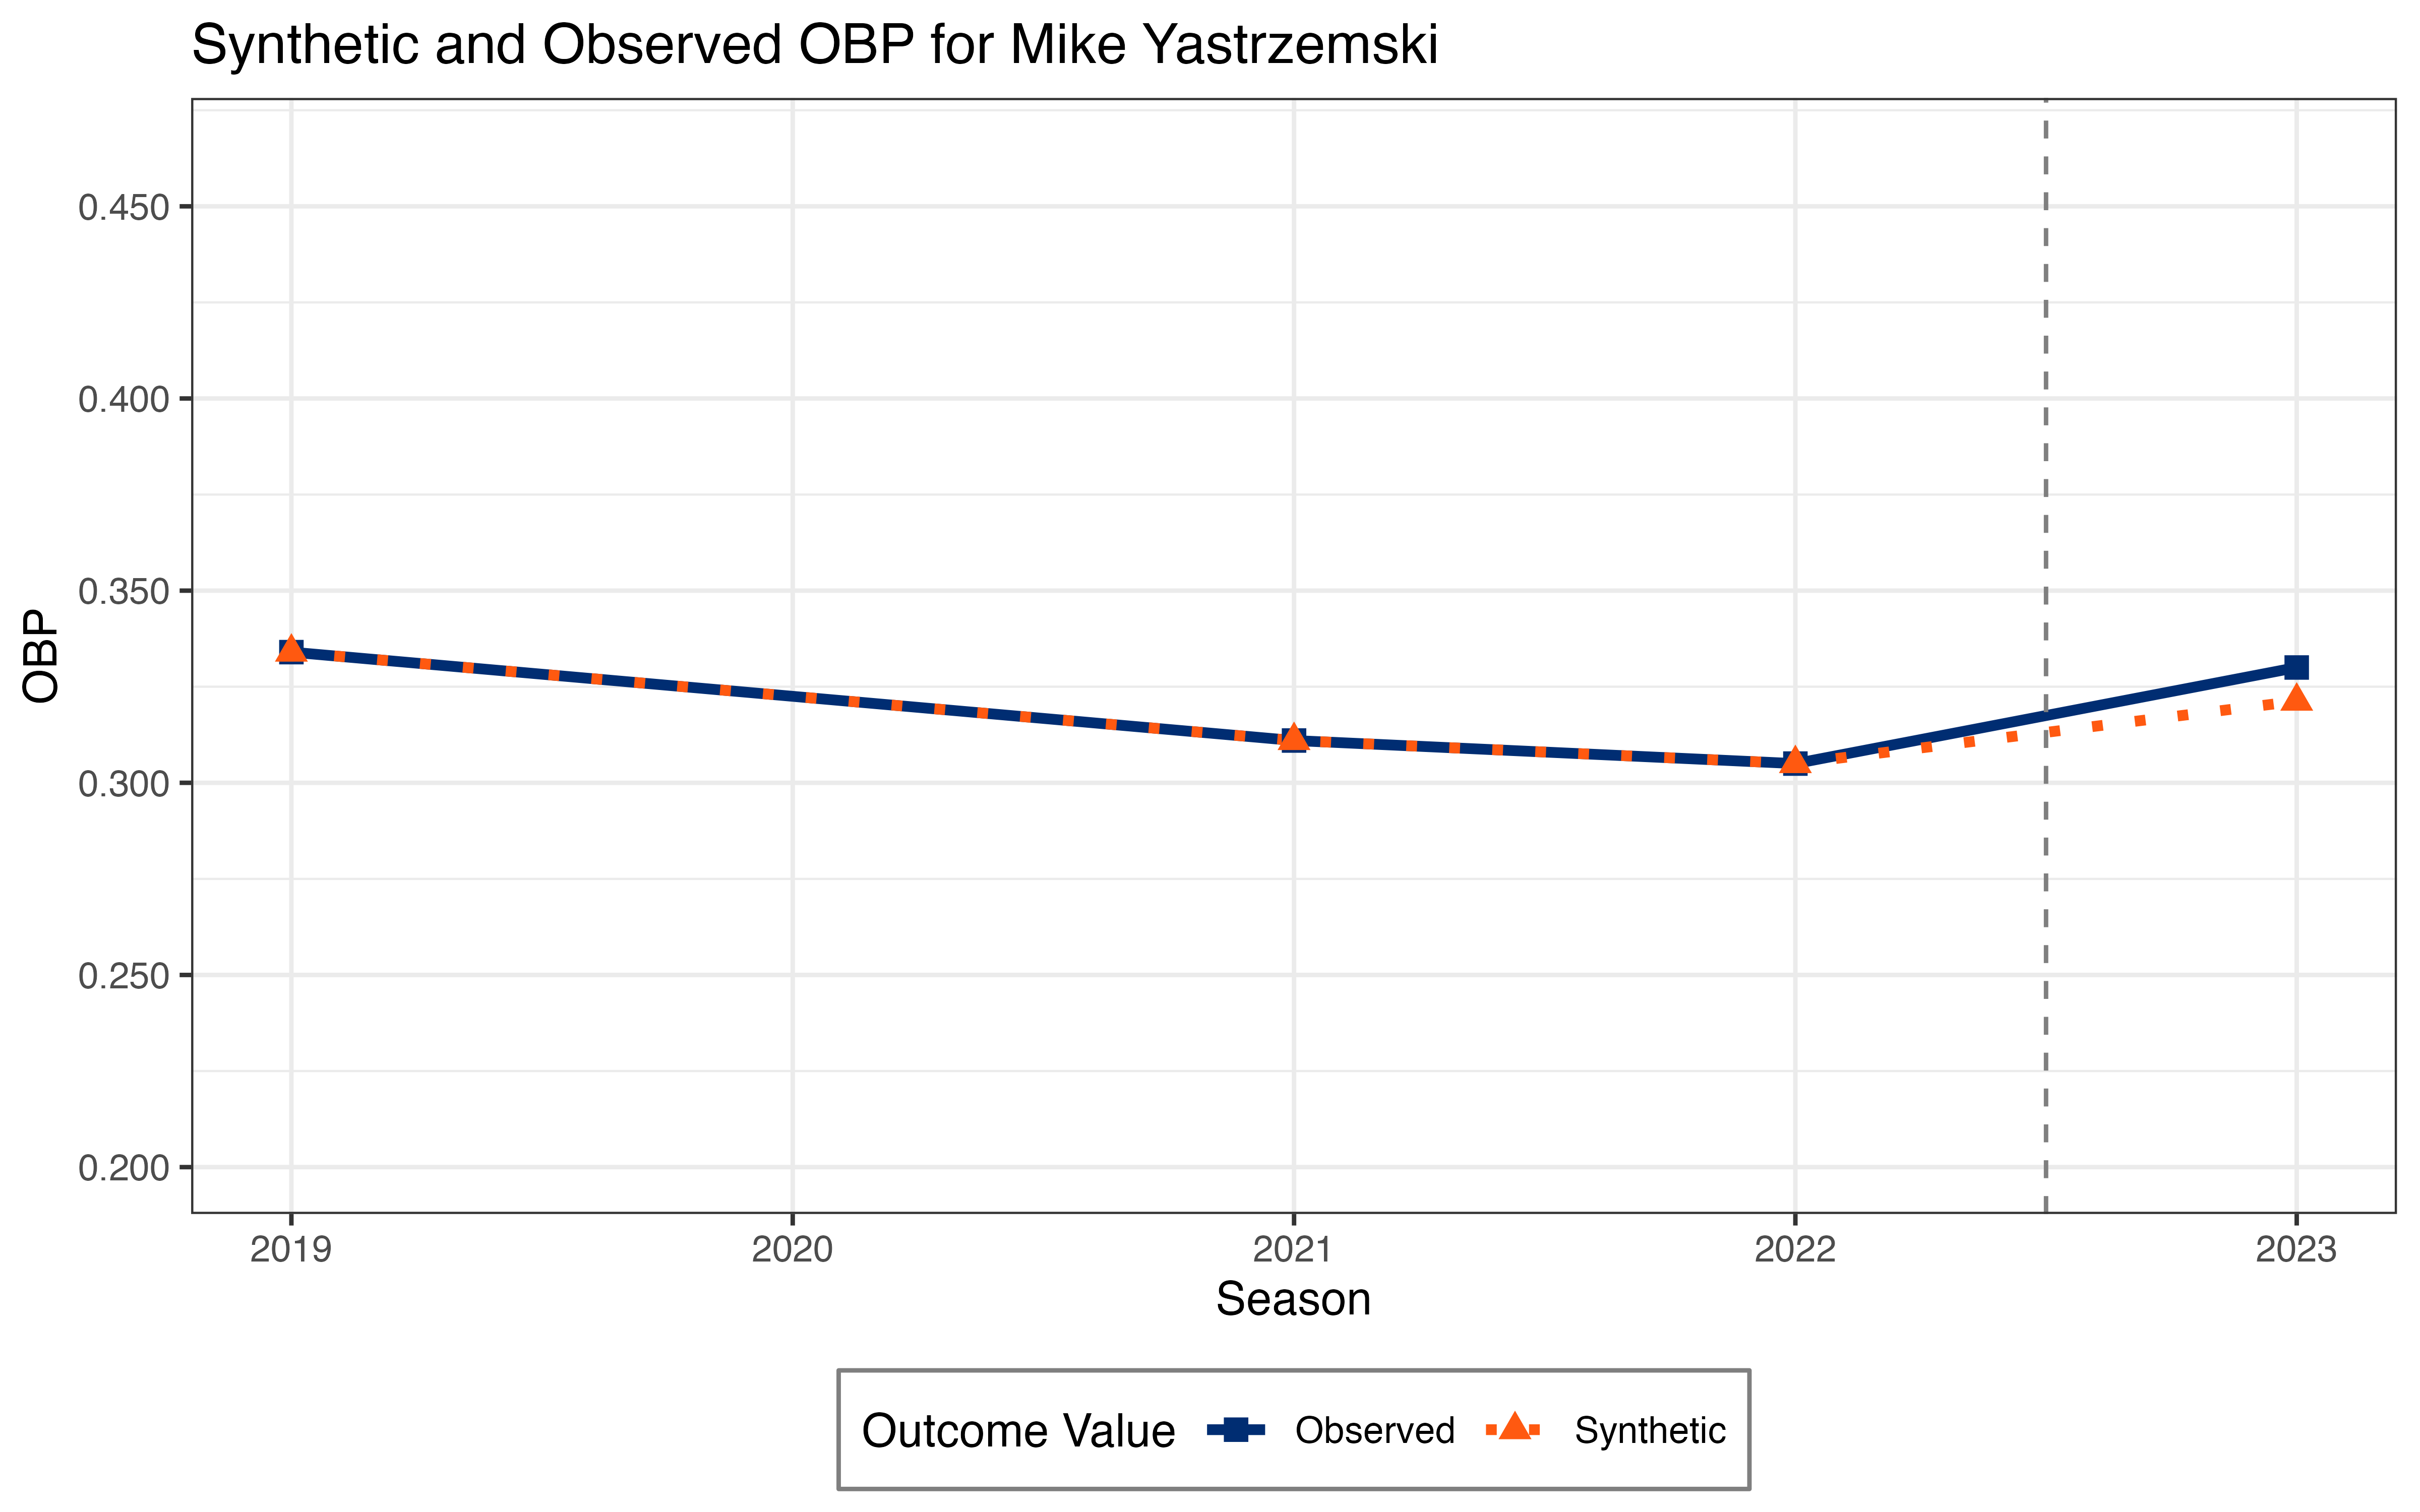 Synthetic and Observed OBP for Mike Yastrzemski
OBP
0.450
0.400
0.350
0.300
0.250
0.200
2019 2020 2021 2022 2023
Season
Outcome Value Observed Synthetic